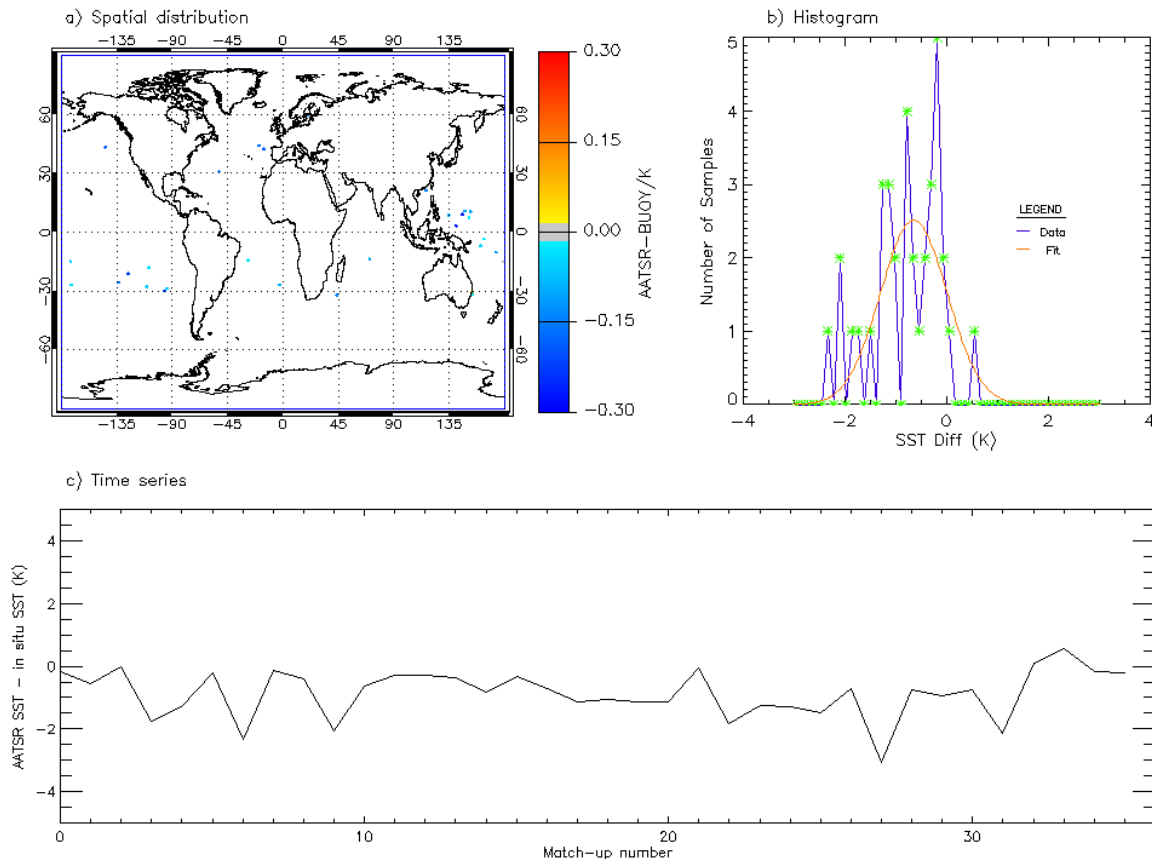 a) Spatial distribution
−135 −90 −45 0 45 90 135
60 30 0 −30 −60
60 30 0 −30 −60
−135 −90 −45 0 45 90 135
0.30
0.15
0.00
−0.15
−0.30
AATSR−BUOY/K
b) Histogram
5
4
3
2
1
0
Number of Samples
−4 −2 0 2 4
SST Diff (K)
LEGEND
Data
Fit
c) Time series
4
2
0
−2
−4
AATSR SST − in situ SST (K)
0 10 20 30
Match−up number